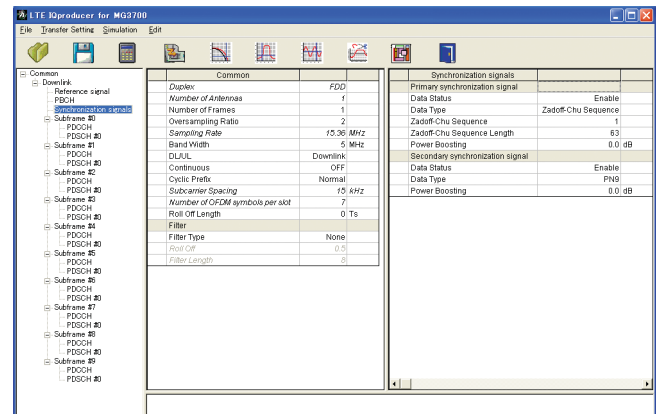 LTE IQproducer for MG3700
File Transfer Setting Simulation Edit
Common
Downlink
Reference signal
PBCH
Synchronization signals
Subframe #0
PDCCH
PDSCH #0
Subframe #1
PDCCH
PDSCH #0
Subframe #2
PDCCH
PDSCH #0
Subframe #3
PDCCH
PDSCH #0
Subframe #4
PDCCH
PDSCH #0
Subframe #5
PDCCH
PDSCH #0
Subframe #6
PDCCH
PDSCH #0
Subframe #7
PDCCH
PDSCH #0
Subframe #8
PDCCH
PDSCH #0
Subframe #9
PDCCH
PDSCH #0
Common
Duplex FDD
Number of Antennas 1
Number of Frames 1
Oversampling Ratio 2
Sampling Rate 15.36 MHz
Band Width 5 MHz
DL/UL Downlink
Continuous OFF
Cyclic Prefix Normal
Subcarrier Spacing 15 kHz
Number of OFDM symbols per slot 7
Roll Off Length 0 Ts
Filter
Filter Type None
Roll Off 0.5
Filter Length 8
Synchronization signals
Primary synchronization signal
Data Status Enable
Data Type Zadoff-Chu Sequence
Zadoff-Chu Sequence 1
Zadoff-Chu Sequence Length 63
Power Boosting 0.0 dB
Secondary synchronization signal
Data Status Enable
Data Type PN9
Power Boosting 0.0 dB